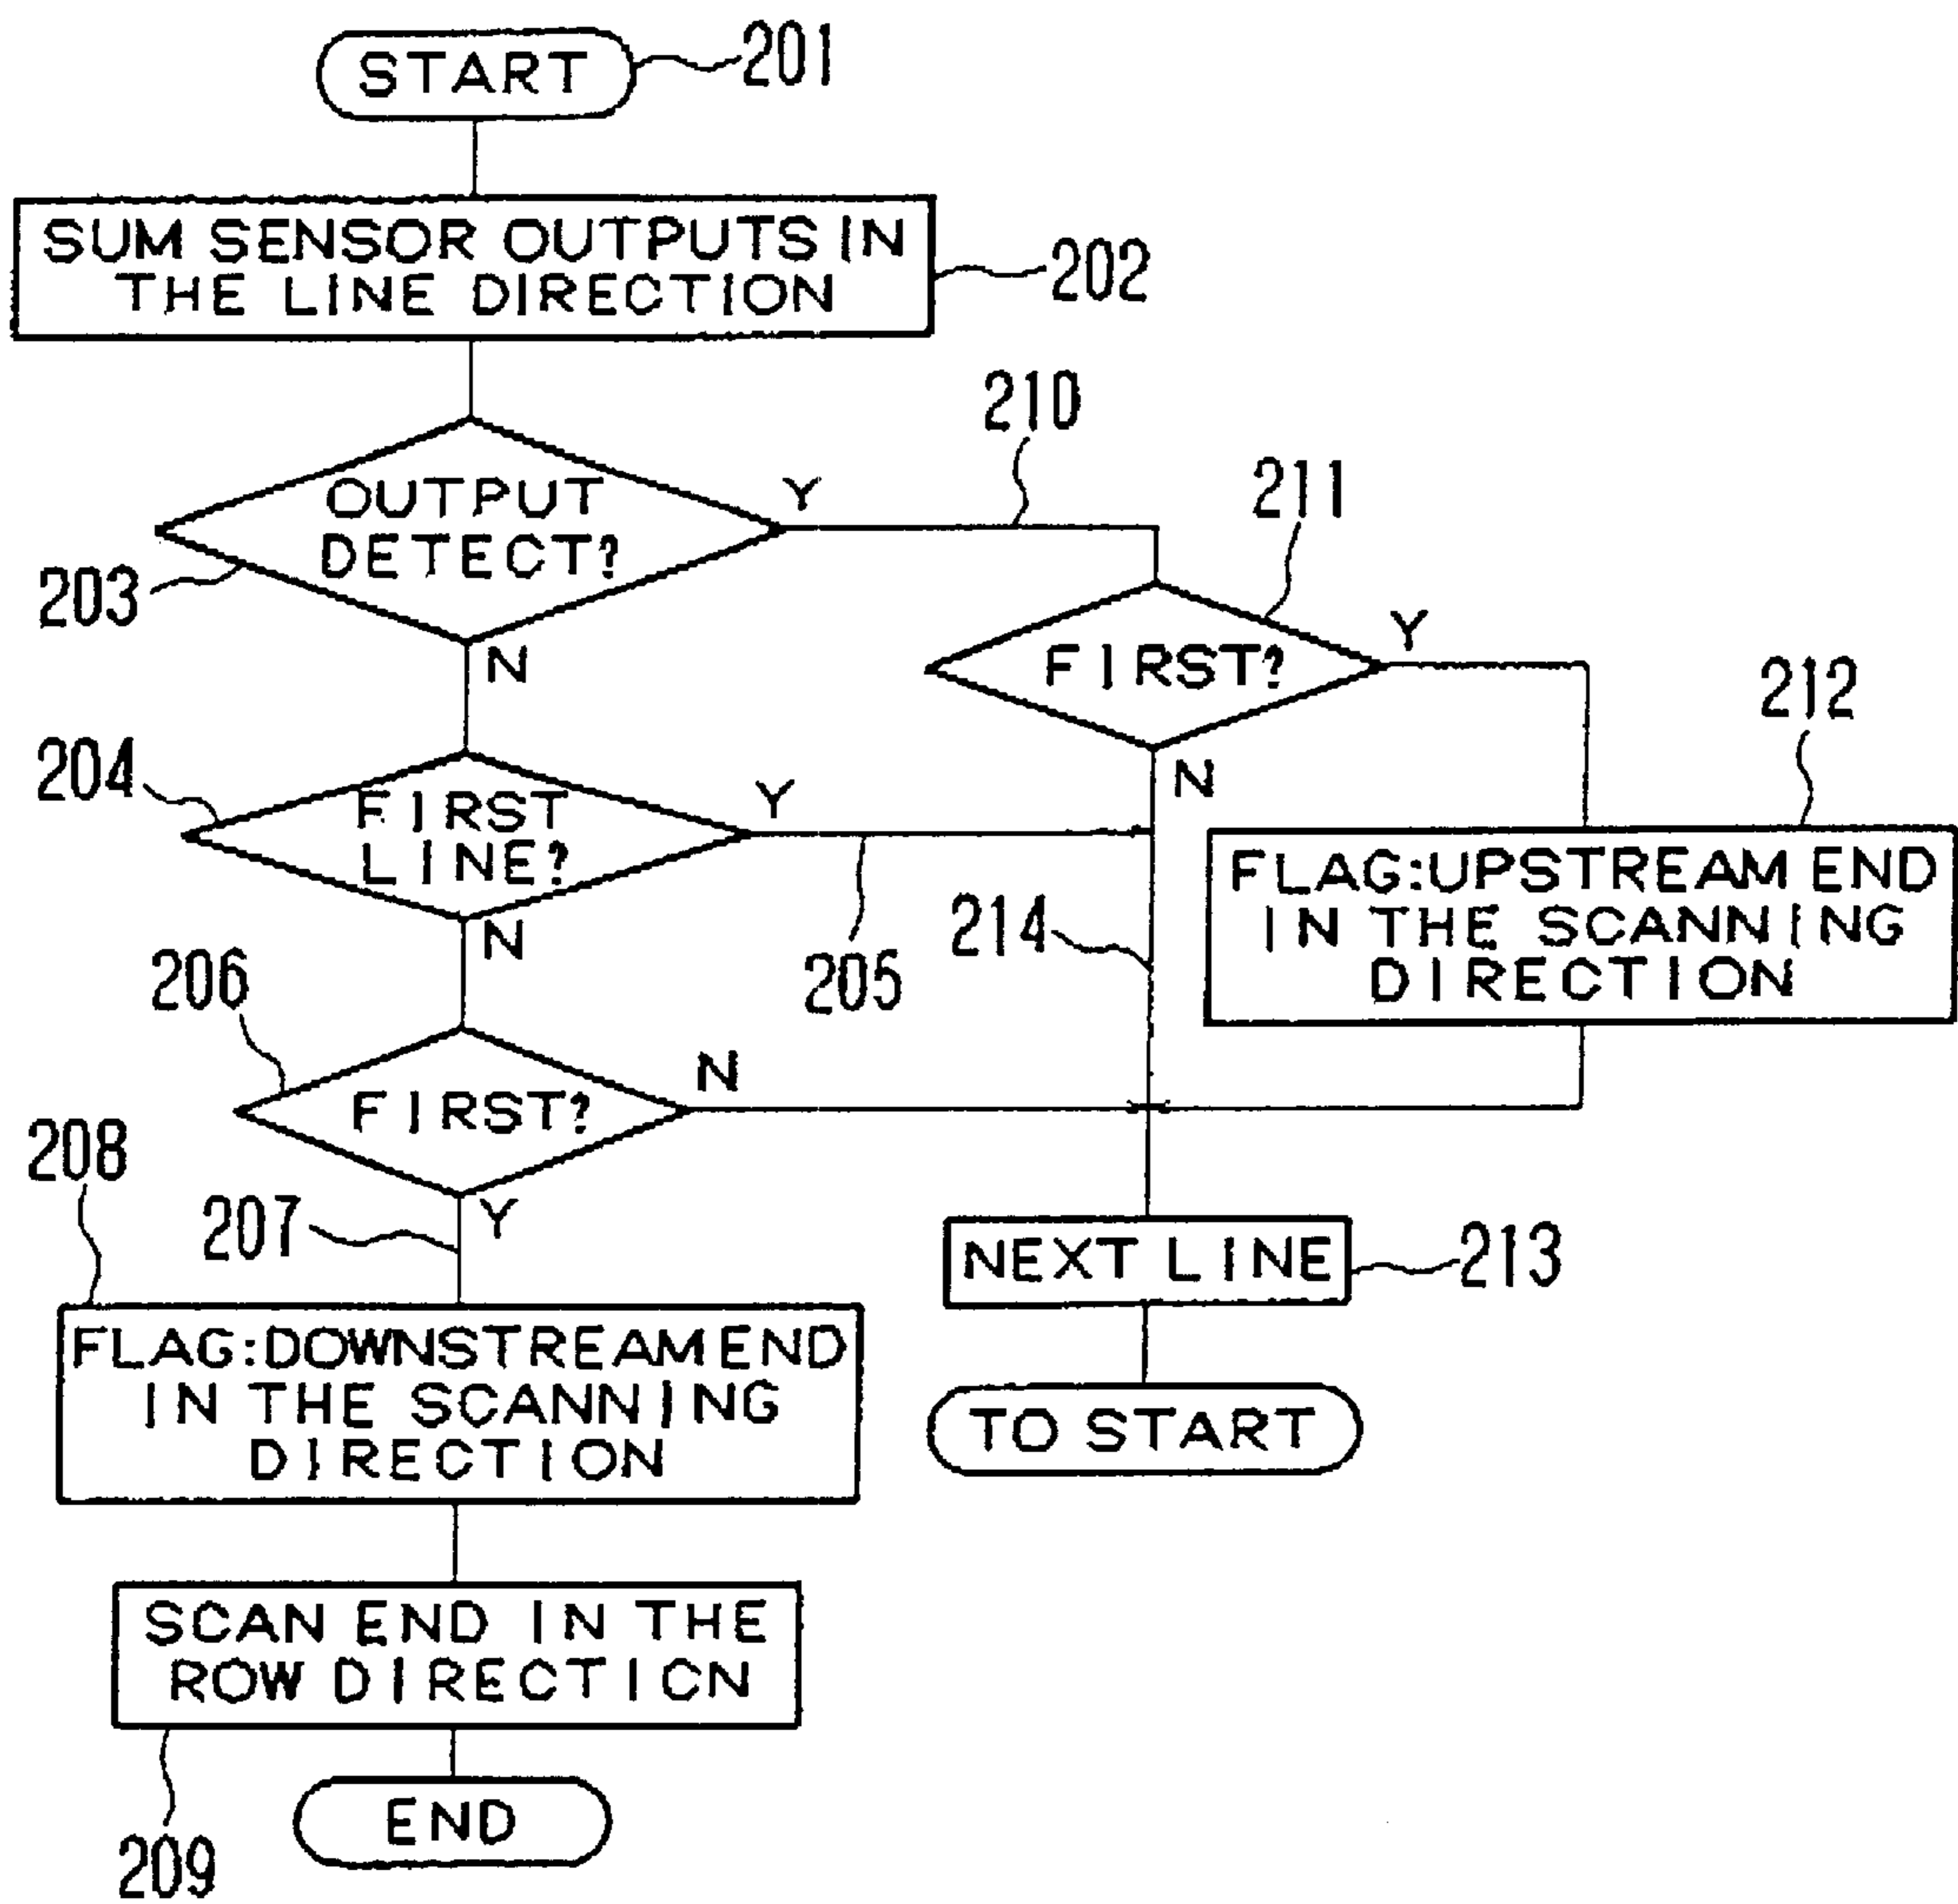 START
201
SUM SENSOR OUTPUTS IN
THE LINE DIRECTION
202
210
OUTPUT
DETECT?
Y
203
N
211
FIRST?
Y
N
212
204
FIRST
LINE?
Y
N
205
214
FLAG:UPSTREAM END
IN THE SCANNING
DIRECTION
206
FIRST?
N
Y
207
208
NEXT LINE
213
FLAG:DOWNSTREAM END
IN THE SCANNING
DIRECTION
TO START
SCAN END IN THE
ROW DIRECTICN
209
END